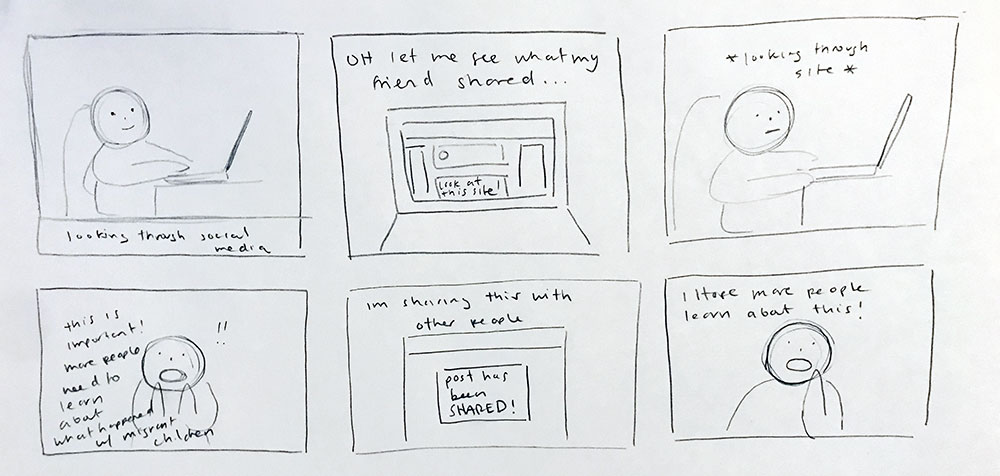 looking through social
media
OH let me see what my
friend shared...
Look at
this site!
*looking through
site*
this is
important!
more people
need to
learn
about
what happened
w/ migrant
children
!!
im sharing this with
other people
post has
been
SHARED!
I HOPE more people
learn about this!